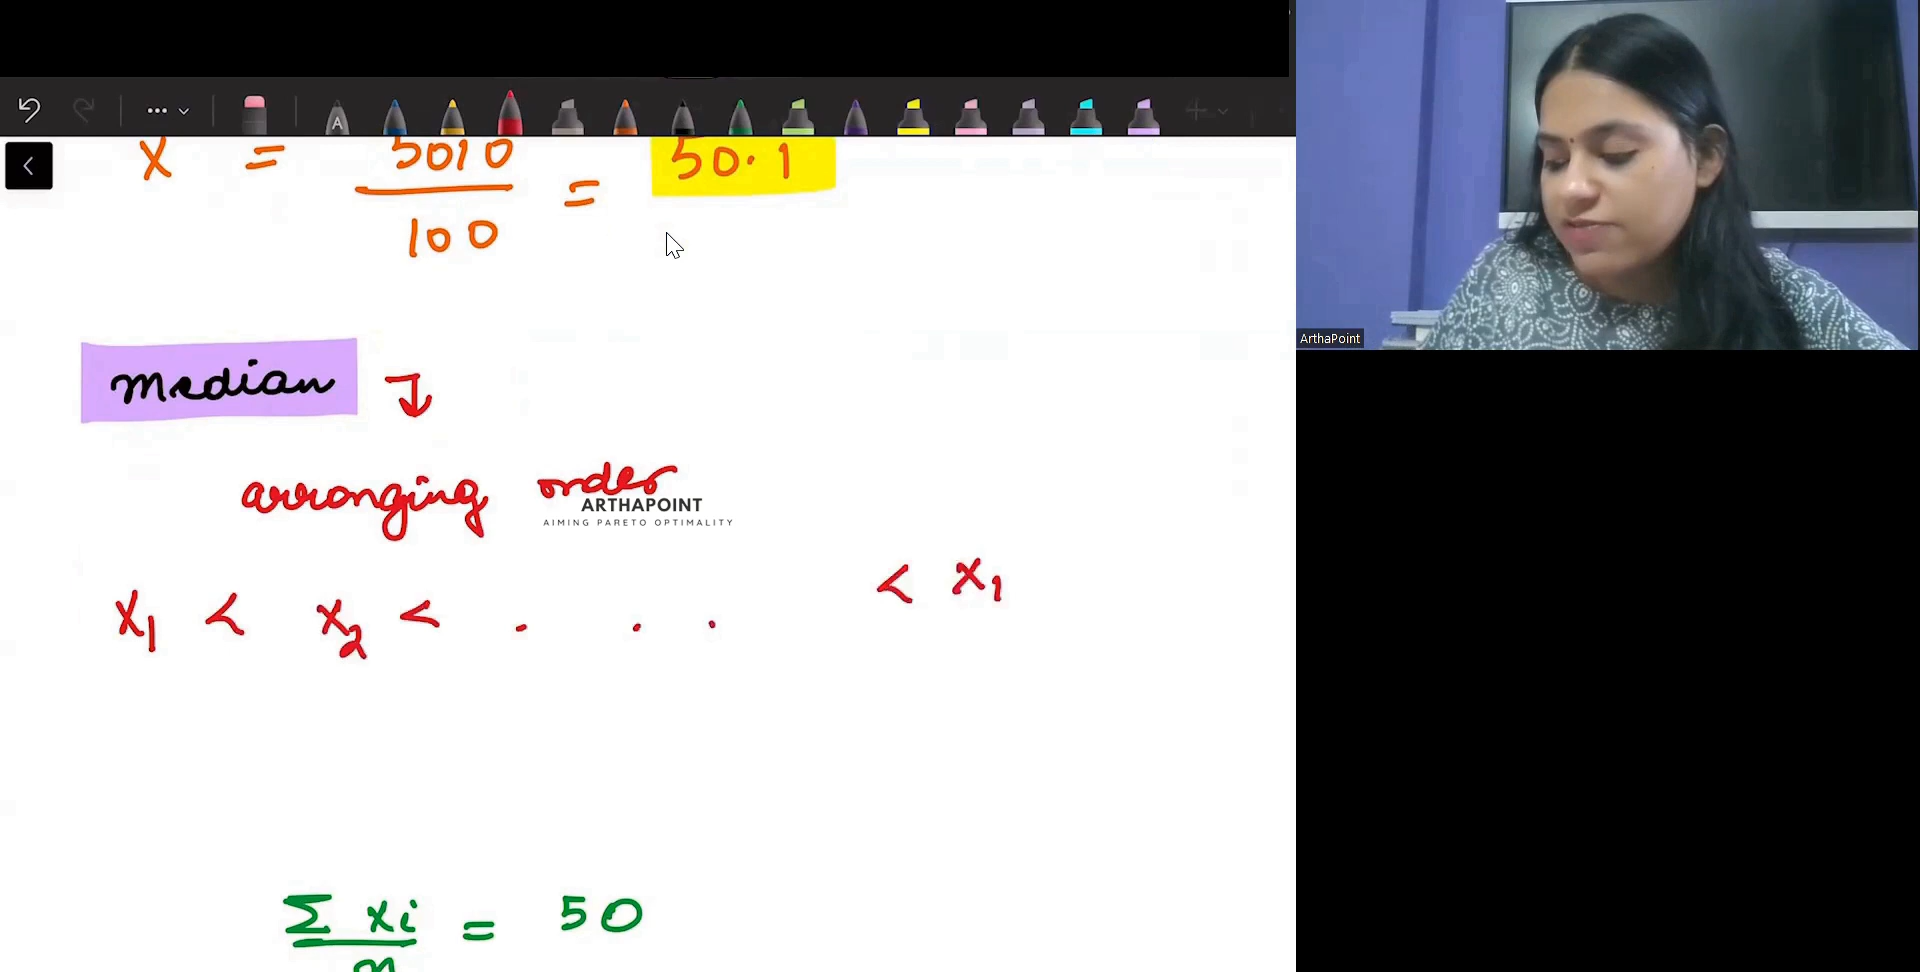 A
x = 5010 / 100 = 50.1
median ↓
arranging order
ARTHAPOINT
AIMING PARETO OPTIMALITY
x1 < x2 < . . . < x1
Σ xi / n = 50
ArthaPoint